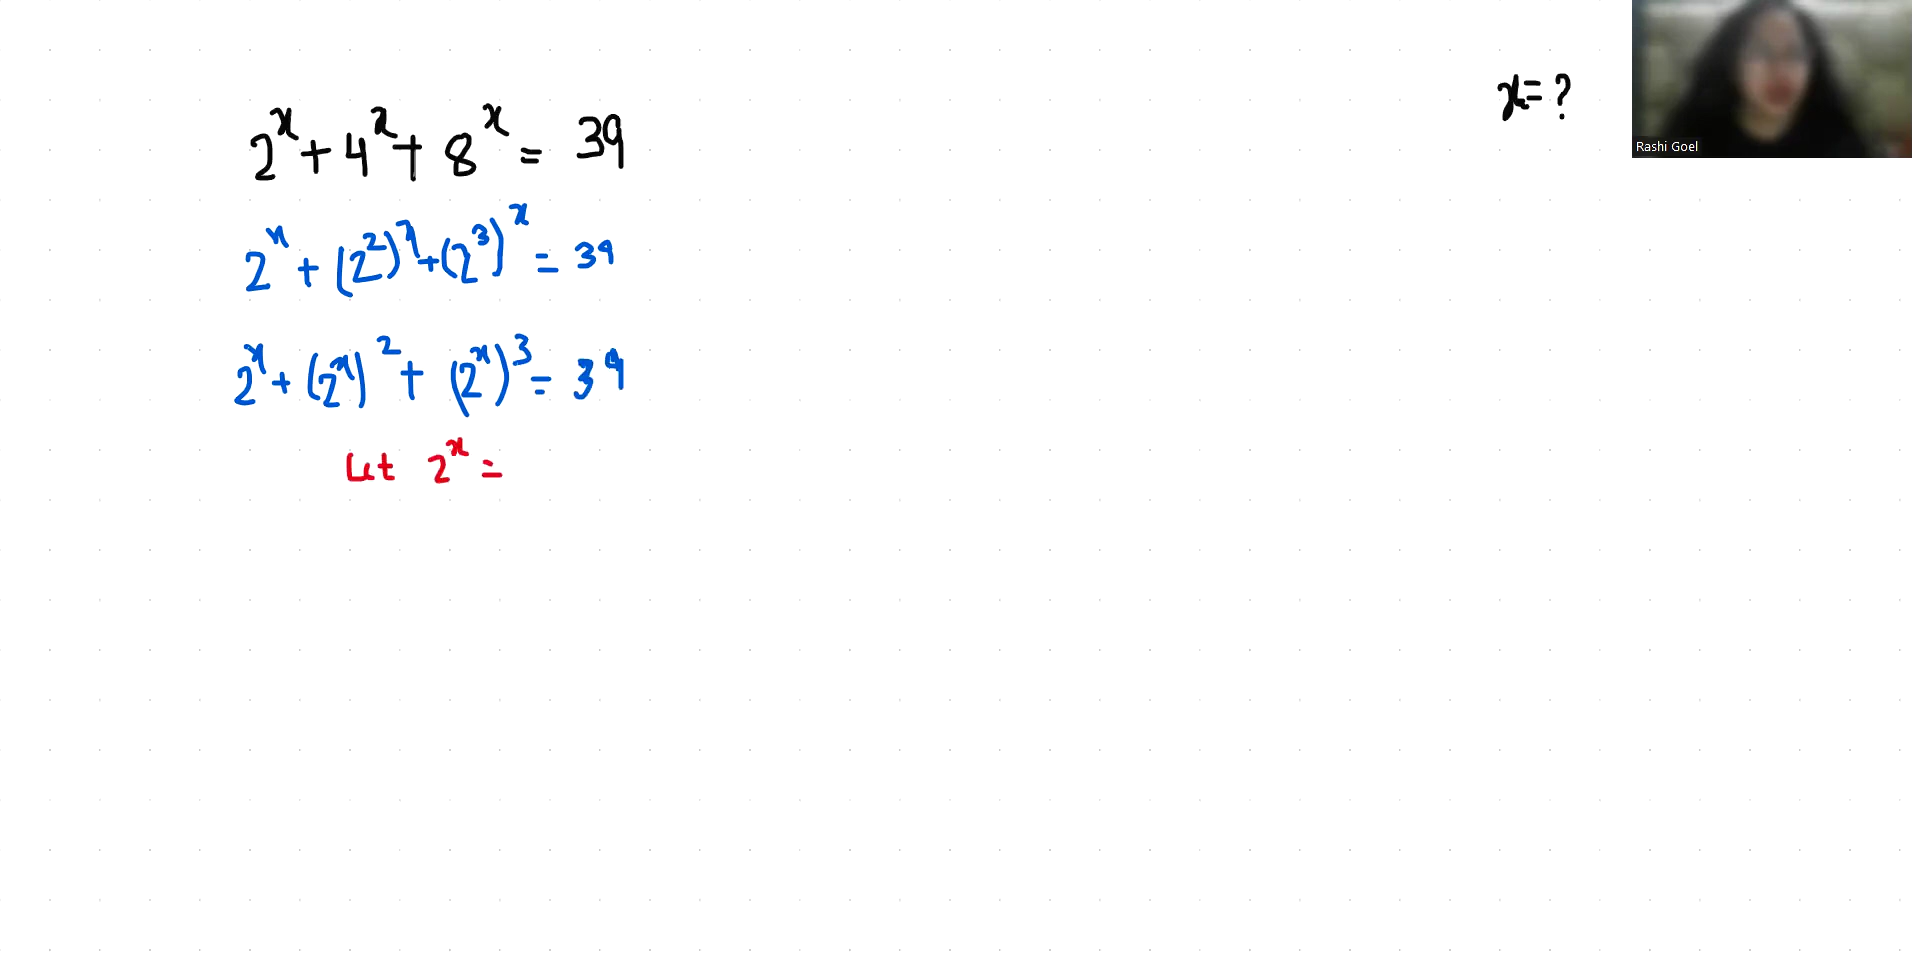 2^x + 4^x + 8^x = 39
x = ?
Rashi Goel
2^x + (2^2)^x + (2^3)^x = 39
2^x + (2^x)^2 + (2^x)^3 = 39
Let 2^x =